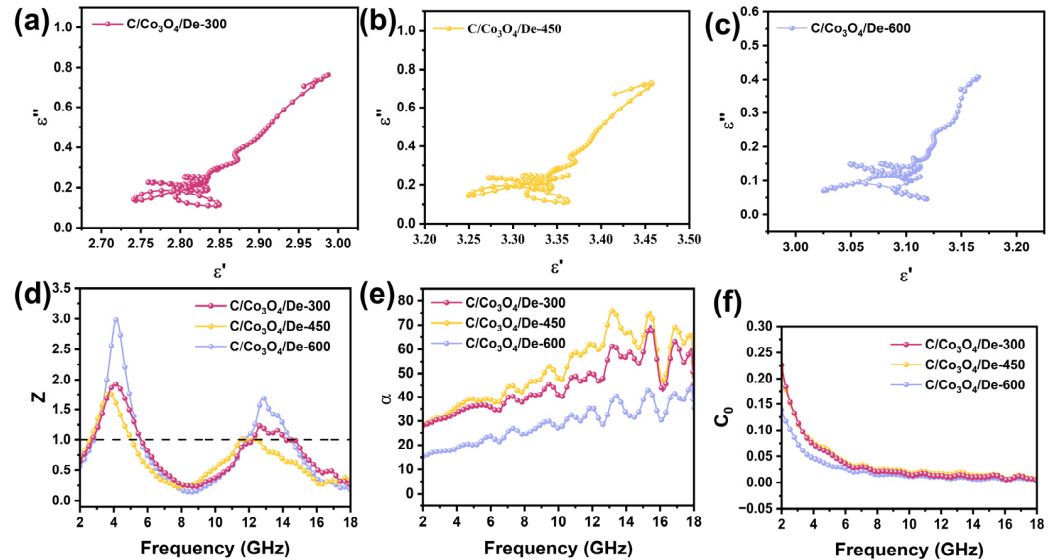 (a)
C/Co₃O₄/De-300
1.0
0.8
0.6
0.4
0.2
0.0
ε''
2.70 2.75 2.80 2.85 2.90 2.95 3.00
ε'
(b)
C/Co₃O₄/De-450
1.0
0.8
0.6
0.4
0.2
0.0
ε''
3.20 3.25 3.30 3.35 3.40 3.45 3.50
ε'
(c)
C/Co₃O₄/De-600
0.6
0.5
0.4
0.3
0.2
0.1
0.0
ε''
3.00 3.05 3.10 3.15 3.20
ε'
(d)
C/Co₃O₄/De-300
C/Co₃O₄/De-450
C/Co₃O₄/De-600
3.5
3.0
2.5
2.0
1.5
1.0
0.5
0.0
Z
2 4 6 8 10 12 14 16 18
Frequency (GHz)
(e)
C/Co₃O₄/De-300
C/Co₃O₄/De-450
C/Co₃O₄/De-600
80
70
60
50
40
30
20
10
0
α
2 4 6 8 10 12 14 16 18
Frequency (GHz)
(f)
C/Co₃O₄/De-300
C/Co₃O₄/De-450
C/Co₃O₄/De-600
0.30
0.25
0.20
0.15
0.10
0.05
0.00
−0.05
C₀
2 4 6 8 10 12 14 16 18
Frequency (GHz)